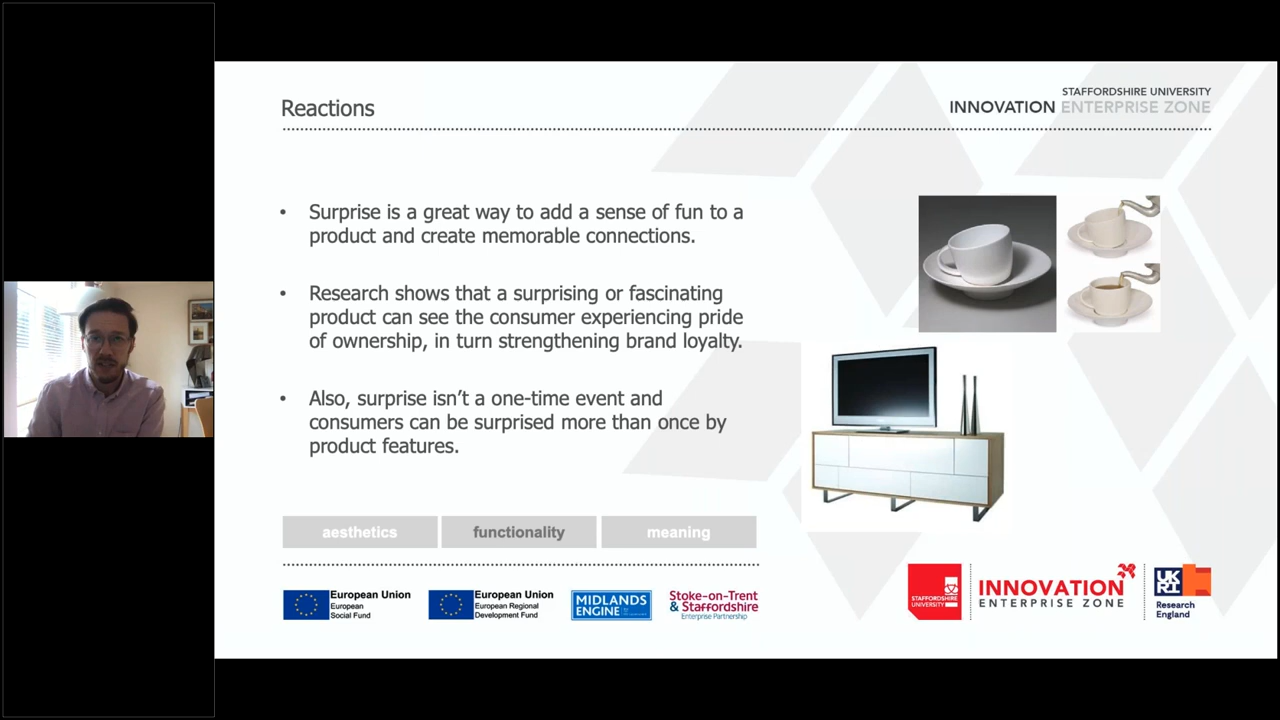 Reactions
STAFFORDSHIRE UNIVERSITY
INNOVATION ENTERPRISE ZONE
• Surprise is a great way to add a sense of fun to a
product and create memorable connections.
• Research shows that a surprising or fascinating
product can see the consumer experiencing pride
of ownership, in turn strengthening brand loyalty.
• Also, surprise isn’t a one-time event and
consumers can be surprised more than once by
product features.
aesthetics functionality meaning
European Union
European
Social Fund
European Union
European Regional
Development Fund
MIDLANDS
ENGINE
Stoke-on-Trent
& Staffordshire
Enterprise Partnership
STAFFORDSHIRE
UNIVERSITY
INNOVATION
ENTERPRISE ZONE
UK
RI
Research
England